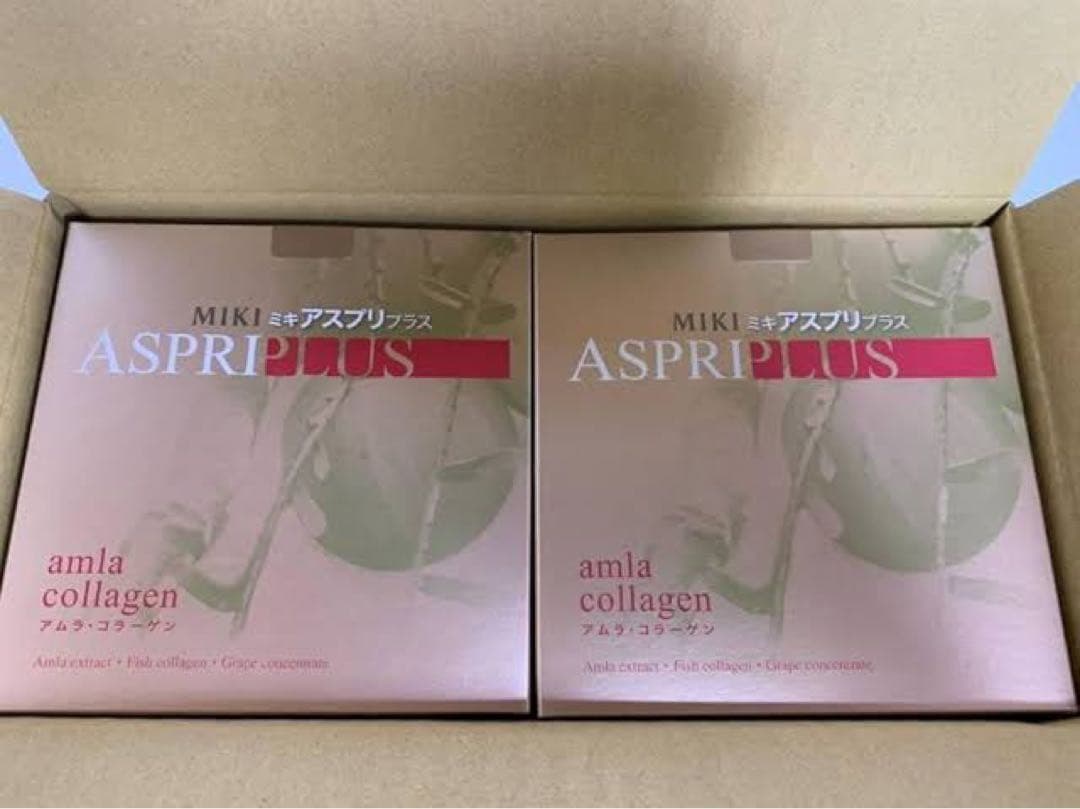 MIKI ミキアスプリプラス
ASPRIPLUS
amla
collagen
アムラ・コラーゲン
Amla extract・Fish collagen・Grape concentrate
MIKI ミキアスプリプラス
ASPRIPLUS
amla
collagen
アムラ・コラーゲン
Amla extract・Fish collagen・Grape concentrate